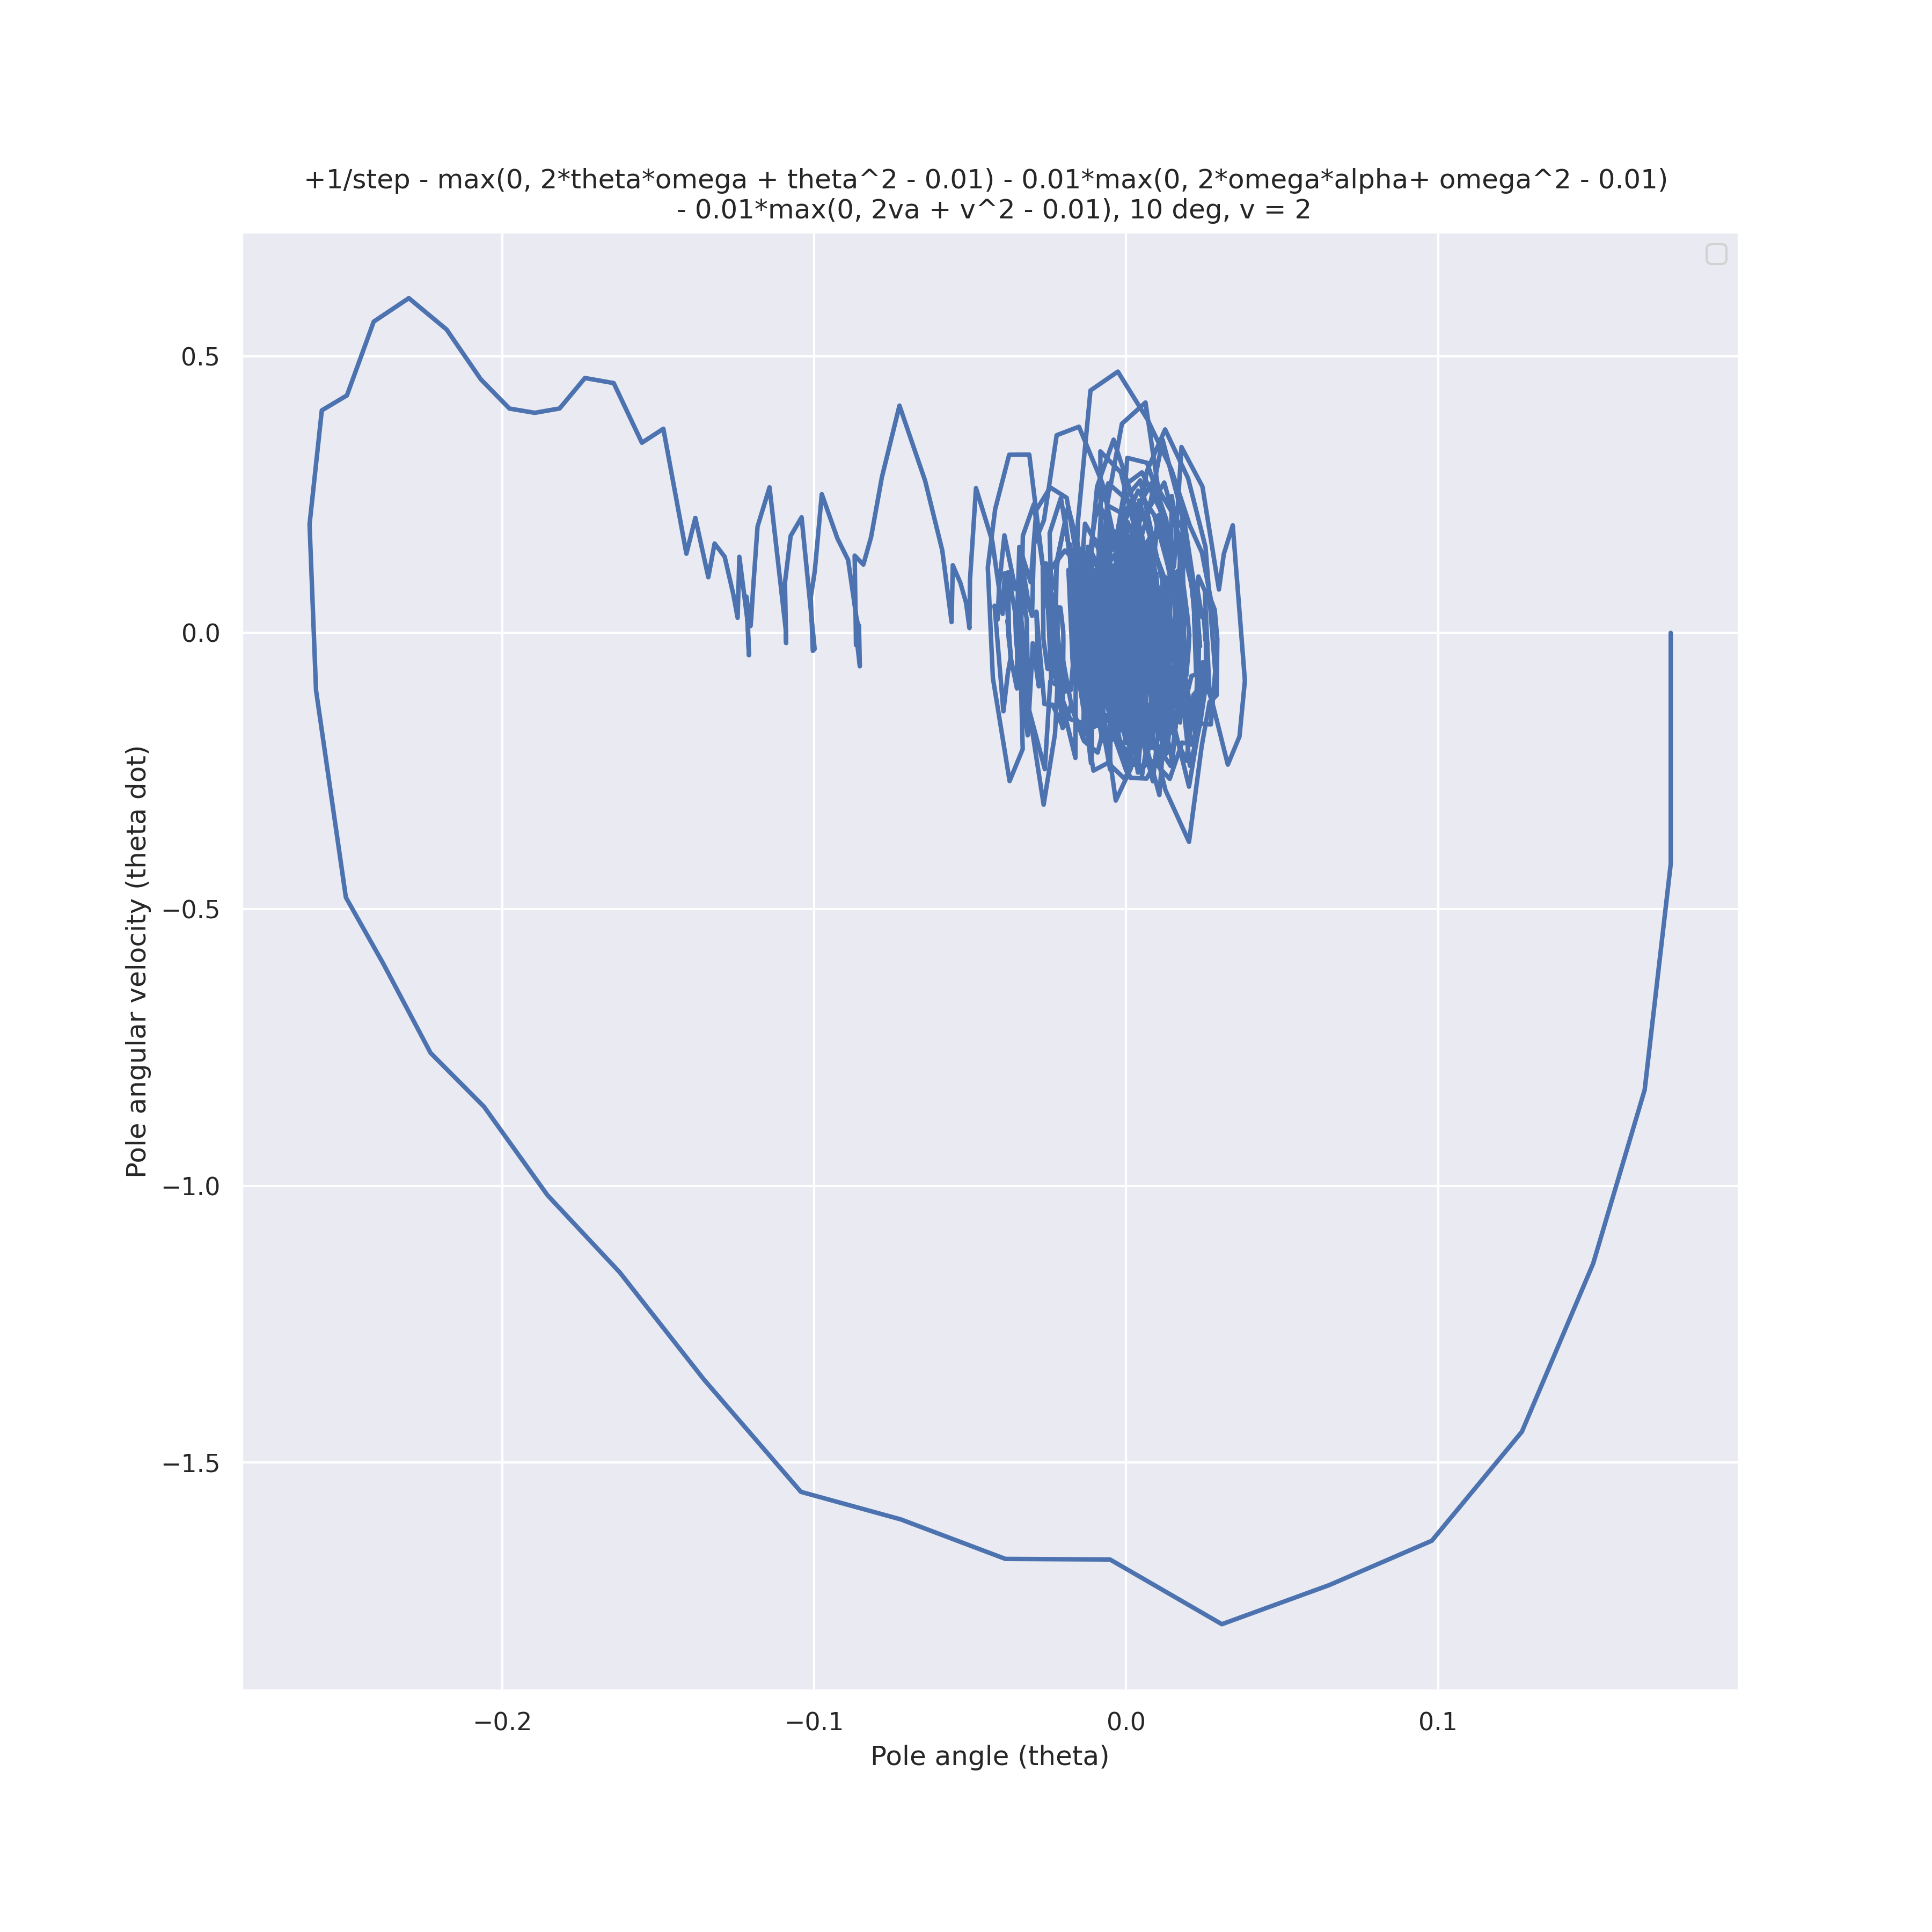 +1/step - max(0, 2*theta*omega + theta^2 - 0.01) - 0.01*max(0, 2*omega*alpha+ omega^2 - 0.01)
- 0.01*max(0, 2va + v^2 - 0.01), 10 deg, v = 2
0.5
0.0
−0.5
−1.0
−1.5
Pole angular velocity (theta dot)
−0.2
−0.1
0.0
0.1
Pole angle (theta)